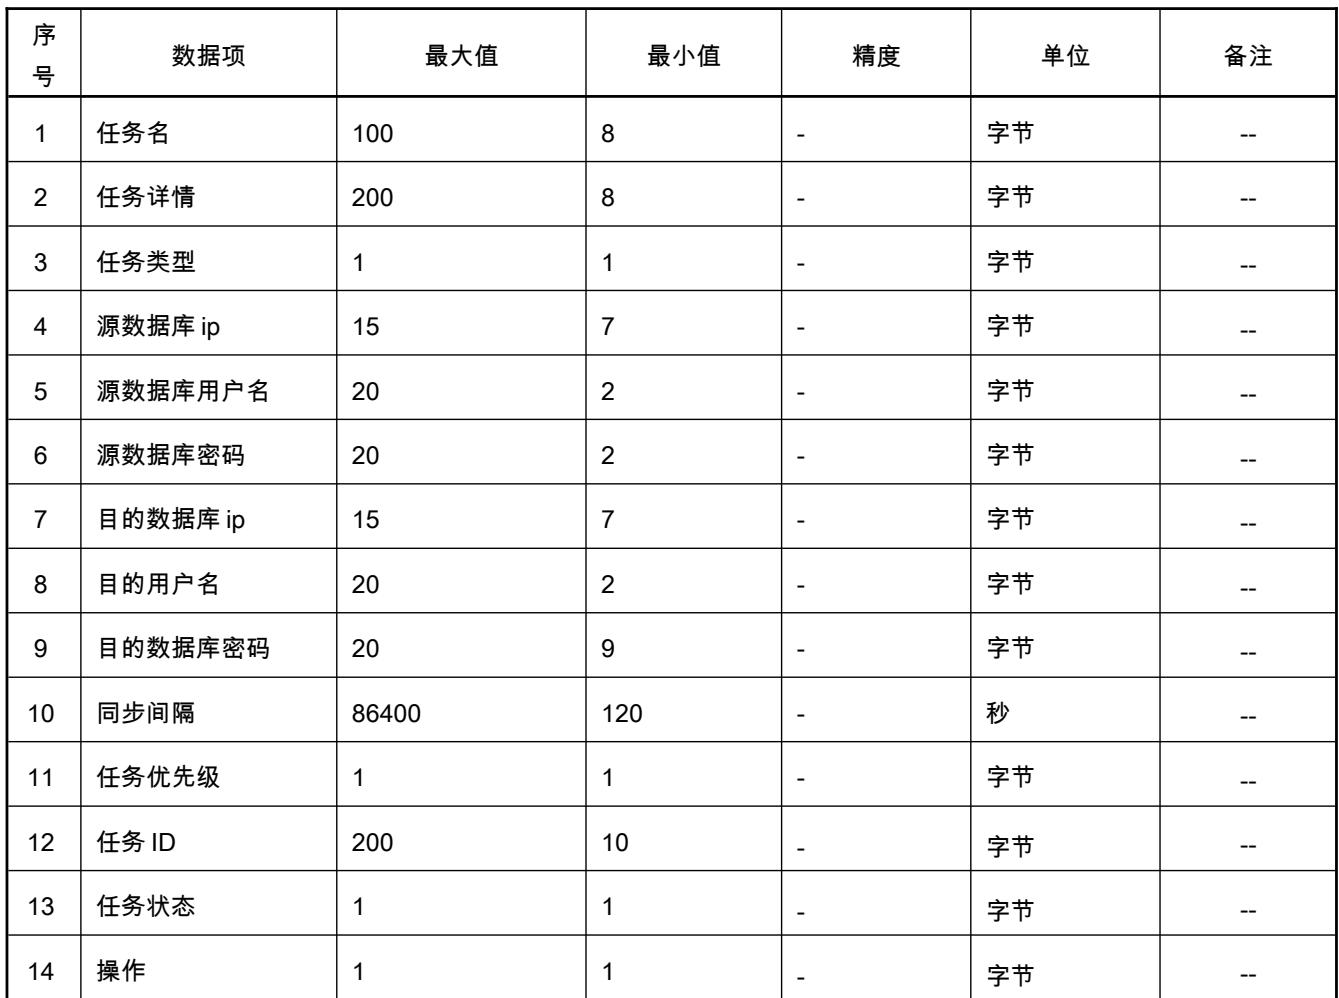 序号 数据项 最大值 最小值 精度 单位 备注
1 任务名 100 8 - 字节 --
2 任务详情 200 8 - 字节 --
3 任务类型 1 1 - 字节 --
4 源数据库 ip 15 7 - 字节 --
5 源数据库用户名 20 2 - 字节 --
6 源数据库密码 20 2 - 字节 --
7 目的数据库 ip 15 7 - 字节 --
8 目的用户名 20 2 - 字节 --
9 目的数据库密码 20 9 - 字节 --
10 同步间隔 86400 120 - 秒 --
11 任务优先级 1 1 - 字节 --
12 任务 ID 200 10 - 字节 --
13 任务状态 1 1 - 字节 --
14 操作 1 1 - 字节 --